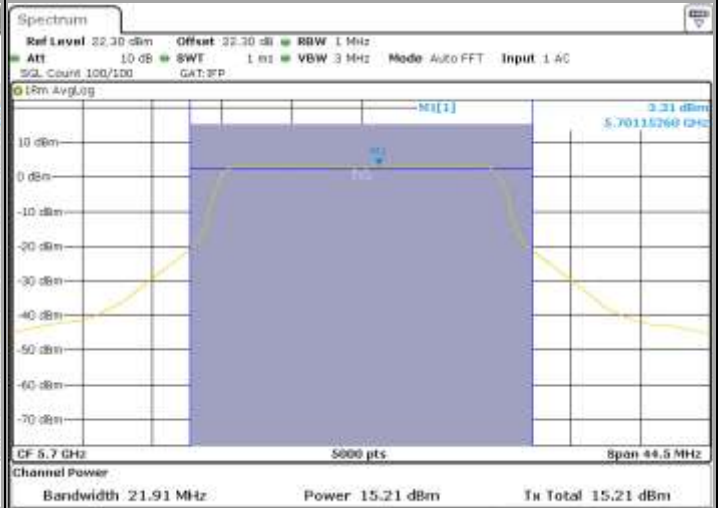 Spectrum
Ref Level 22.30 dBm Offset 22.30 dB RBW 1 MHz
Att 10 dB SWT 1 ms VBW 3 MHz Mode Auto FFT Input 1 AC
SGL Count 100/100 GAT:IFP
1Rm AvgLog
M1[1] 3.21 dBm
5.70115260 GHz
10 dBm
M1
0 dBm
-10 dBm
-20 dBm
-30 dBm
-40 dBm
-50 dBm
-60 dBm
-70 dBm
CF 5.7 GHz 5000 pts Span 44.5 MHz
Channel Power
Bandwidth 21.91 MHz Power 15.21 dBm Tx Total 15.21 dBm